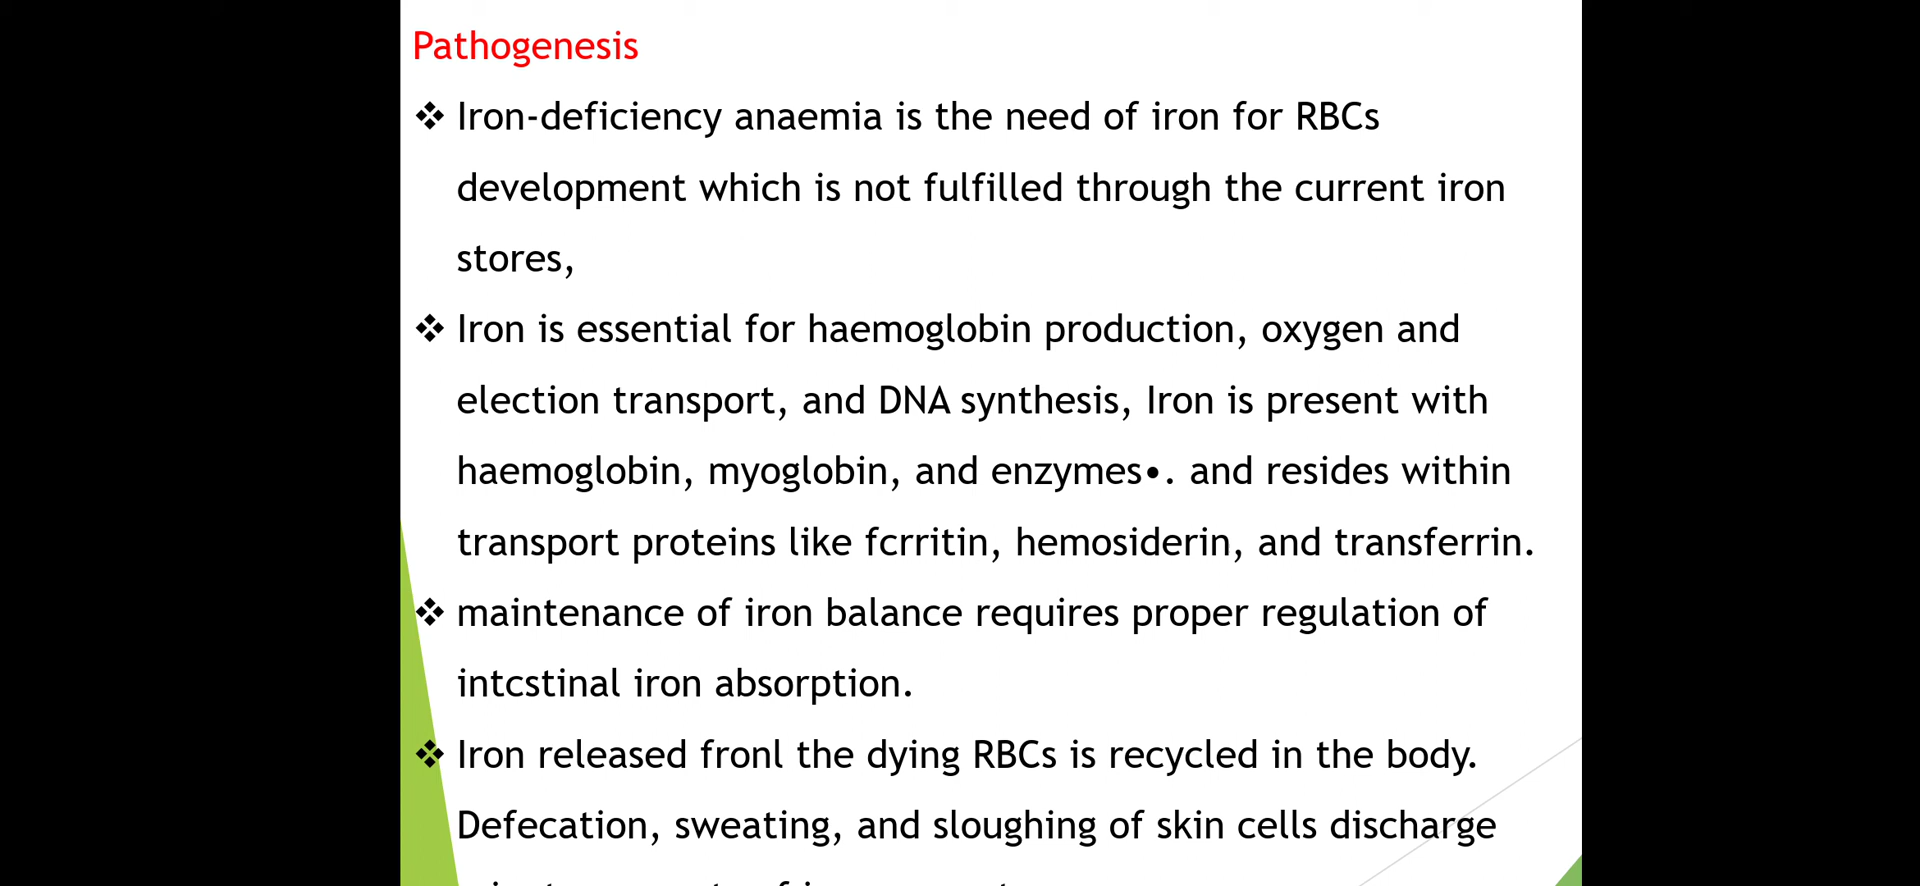 Pathogenesis
❖ Iron-deficiency anaemia is the need of iron for RBCs
development which is not fulfilled through the current iron
stores,
❖ Iron is essential for haemoglobin production, oxygen and
election transport, and DNA synthesis, Iron is present with
haemoglobin, myoglobin, and enzymes•. and resides within
transport proteins like fcrritin, hemosiderin, and transferrin.
❖ maintenance of iron balance requires proper regulation of
intcstinal iron absorption.
❖ Iron released fronl the dying RBCs is recycled in the body.
Defecation, sweating, and sloughing of skin cells discharge